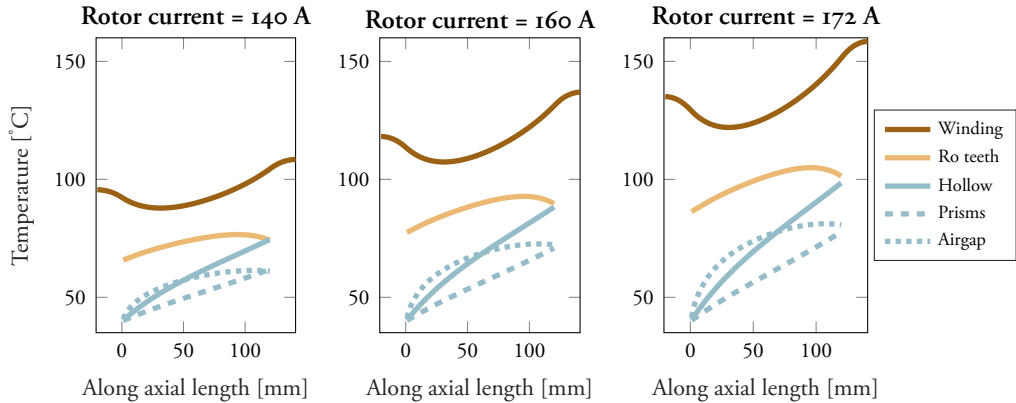 Rotor current = 140 A
Rotor current = 160 A
Rotor current = 172 A
Temperature [°C]
150
100
50
0 50 100
Along axial length [mm]
150
100
50
0 50 100
Along axial length [mm]
150
100
50
0 50 100
Along axial length [mm]
Winding
Ro teeth
Hollow
Prisms
Airgap